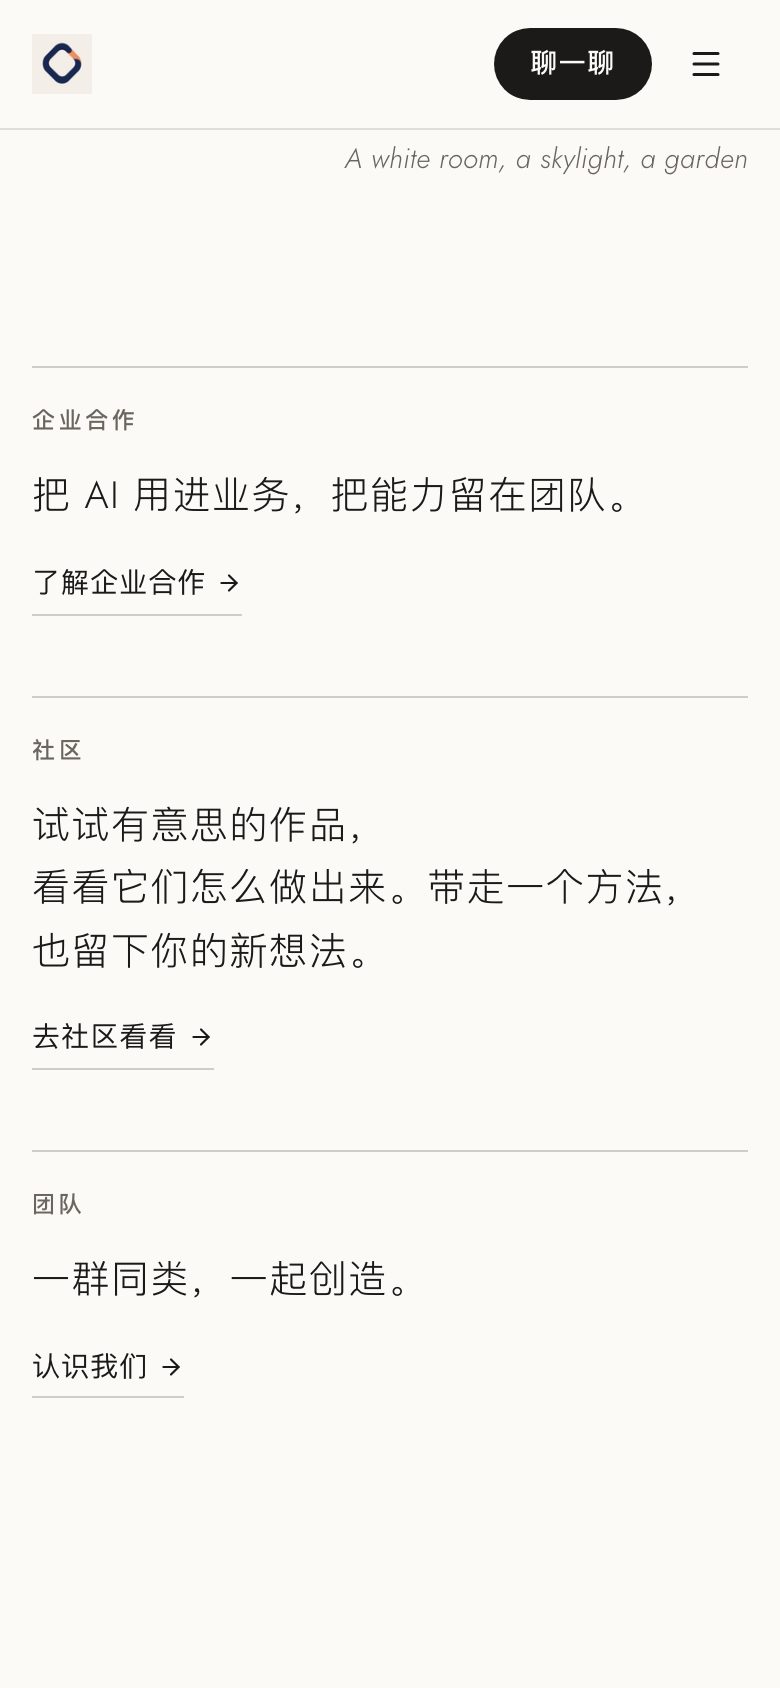 聊一聊
A white room, a skylight, a garden
企业合作
把 AI 用进业务，把能力留在团队。
了解企业合作 →
社区
试试有意思的作品，
看看它们怎么做出来。带走一个方法，
也留下你的新想法。
去社区看看 →
团队
一群同类，一起创造。
认识我们 →